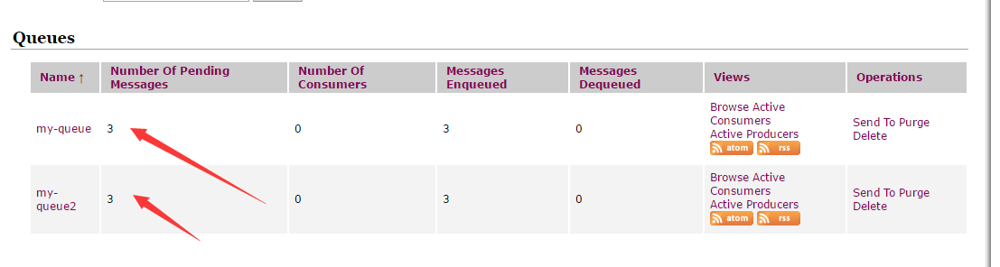 Queues
Name ↑ Number Of Pending Messages Number Of Consumers Messages Enqueued Messages Dequeued Views Operations
my-queue 3 0 3 0 Browse Active Consumers Active Producers atom rss Send To Purge Delete
my-queue2 3 0 3 0 Browse Active Consumers Active Producers atom rss Send To Purge Delete